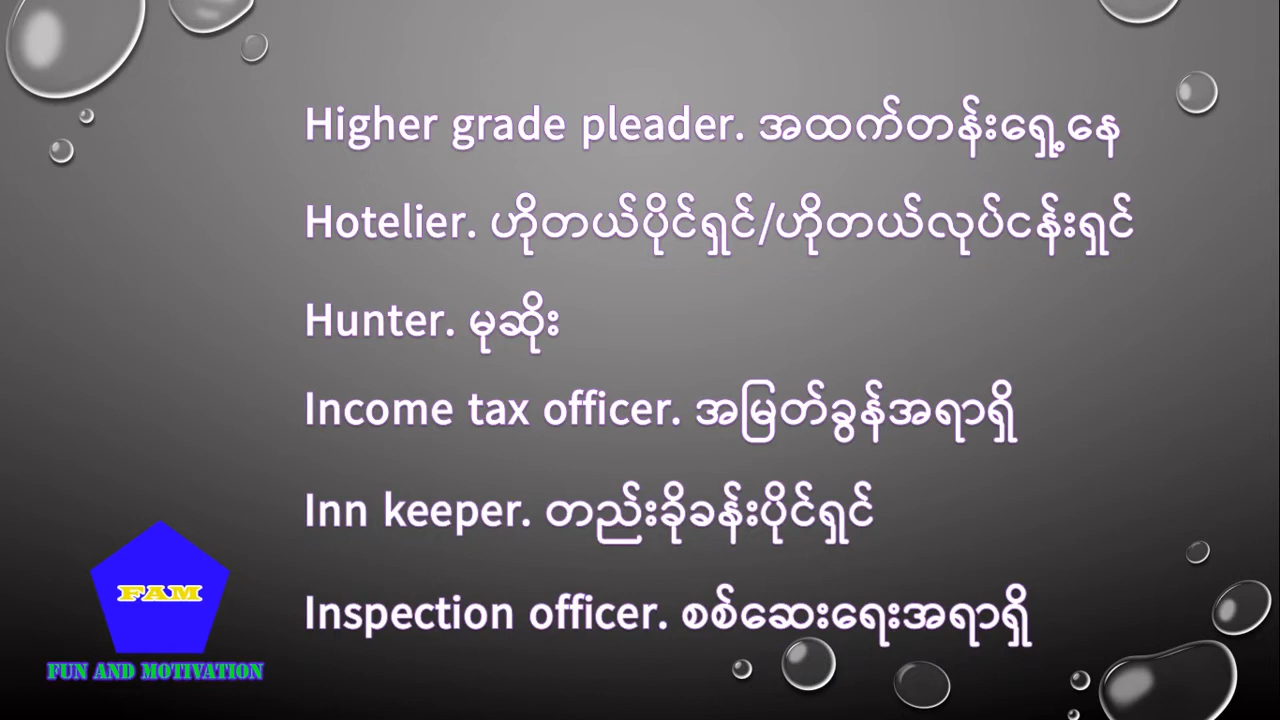 Higher grade pleader. အထက်တန်းရှေ့နေ
Hotelier. ဟိုတယ်ပိုင်ရှင်/ဟိုတယ်လုပ်ငန်းရှင်
Hunter. မုဆိုး
Income tax officer. အမြတ်ခွန်အရာရှိ
Inn keeper. တည်းခိုခန်းပိုင်ရှင်
Inspection officer. စစ်ဆေးရေးအရာရှိ
FAM
FUN AND MOTIVATION